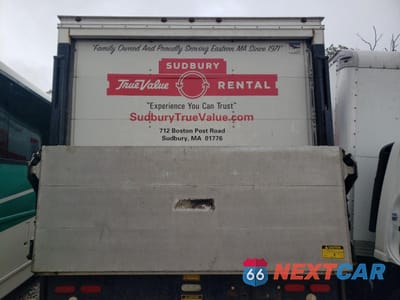 "Family Owned And Proudly Serving Eastern MA Since 1971"
SUDBURY
True Value RENTAL
"Experience You Can Trust"
SudburyTrueValue.com
712 Boston Post Road
Sudbury, MA 01776
66 NEXTCAR